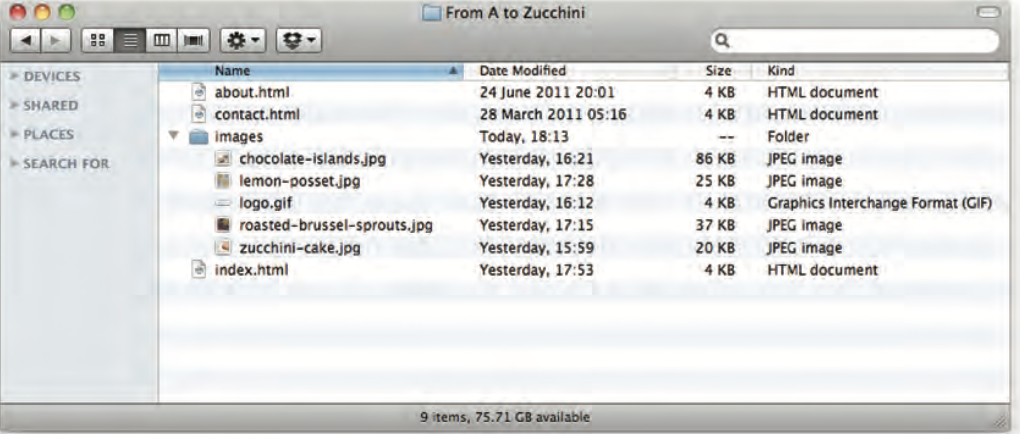 From A to Zucchini
Name Date Modified Size Kind
DEVICES
SHARED
PLACES
SEARCH FOR
about.html 24 June 2011 20:01 4 KB HTML document
contact.html 28 March 2011 05:16 4 KB HTML document
images Today, 18:13 -- Folder
chocolate-islands.jpg Yesterday, 16:21 86 KB JPEG image
lemon-posset.jpg Yesterday, 17:28 25 KB JPEG image
logo.gif Yesterday, 16:12 4 KB Graphics Interchange Format (GIF)
roasted-brussel-sprouts.jpg Yesterday, 17:15 37 KB JPEG image
zucchini-cake.jpg Yesterday, 15:59 20 KB JPEG image
index.html Yesterday, 17:53 4 KB HTML document
9 items, 75.71 GB available